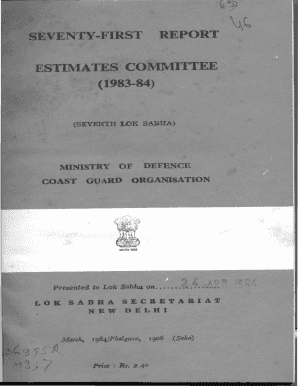 46
SEVENTY-FIRST REPORT
ESTIMATES COMMITTEE
(1983-84)
(SEVENTH LOK SABHA)
MINISTRY OF DEFENCE
COAST GUARD ORGANISATION
Presented to Lok Sabha on
LOK SABHA SECRETARIAT
NEW DELHI
March, 1984/Phalguna, 1905 (Saka)
Price : Rs. 2.40